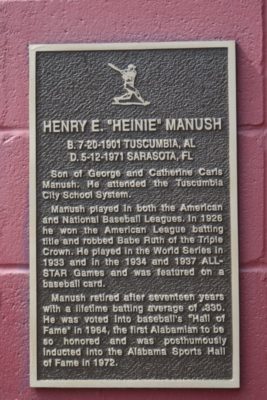 HENRY E. "HEINIE" MANUSH
B. 7-20-1901 TUSCUMBIA, AL
D. 5-12-1971 SARASOTA, FL
Son of George and Catherine Carls
Manush. He attended the Tuscumbia
City School System.
Manush played in both the American
and National Baseball Leagues. In 1926
he won the American League batting
title and robbed Babe Ruth of the Triple
Crown. He played in the World Series in
1933 and in the 1934 and 1937 ALL-
STAR Games and was featured on a
baseball card.
Manush retired after seventeen years
with a lifetime batting average of .330.
He was voted into baseball's "Hall of
Fame" in 1964, the first Alabamian to be
so honored and was posthumously
inducted into the Alabama Sports Hall
of Fame in 1972.